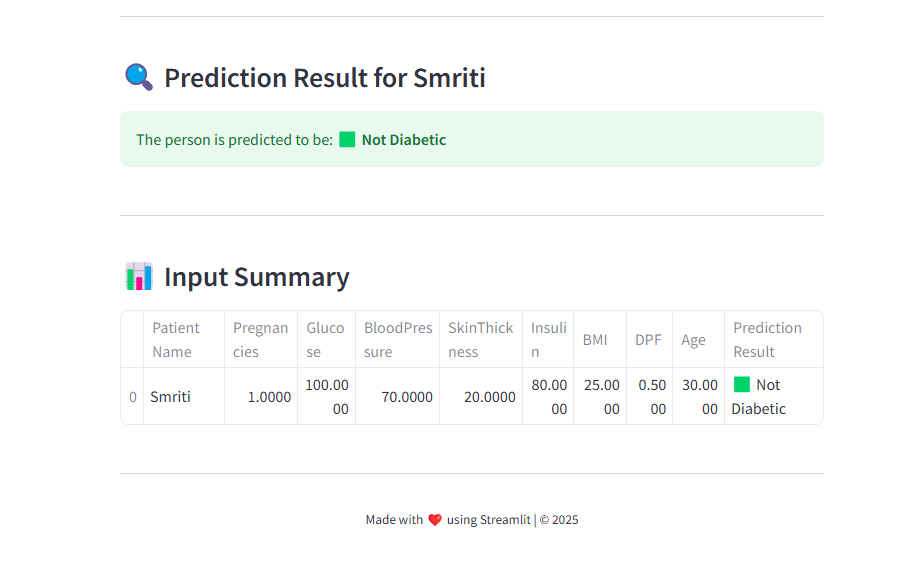 🔍 Prediction Result for Smriti
The person is predicted to be: 🟩 Not Diabetic
📊 Input Summary
Patient Name Pregnancies Glucose BloodPressure SkinThickness Insulin BMI DPF Age Prediction Result
0 Smriti 1.0000 100.0000 70.0000 20.0000 80.0000 25.0000 0.5000 30.0000 🟩 Not Diabetic
Made with ❤️ using Streamlit | © 2025